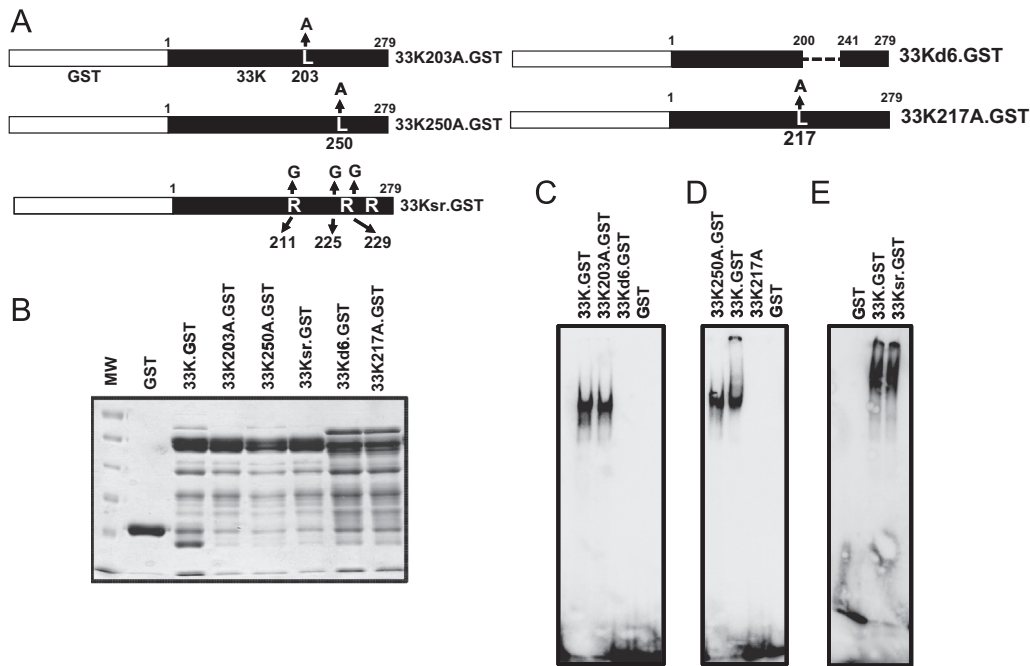 A
A
1 279
L
33K203A.GST
GST 33K 203
A
1 279
L
33K250A.GST
250
G G G
1 279
R R R
33Ksr.GST
211 225 229
1 200 241 279
33Kd6.GST
A
1 279
L
33K217A.GST
217
B
MW
GST
33K.GST
33K203A.GST
33K250A.GST
33Ksr.GST
33Kd6.GST
33K217A.GST
C
33K.GST
33K203A.GST
33Kd6.GST
GST
D
33K250A.GST
33K.GST
33K217A
GST
E
GST
33K.GST
33Ksr.GST